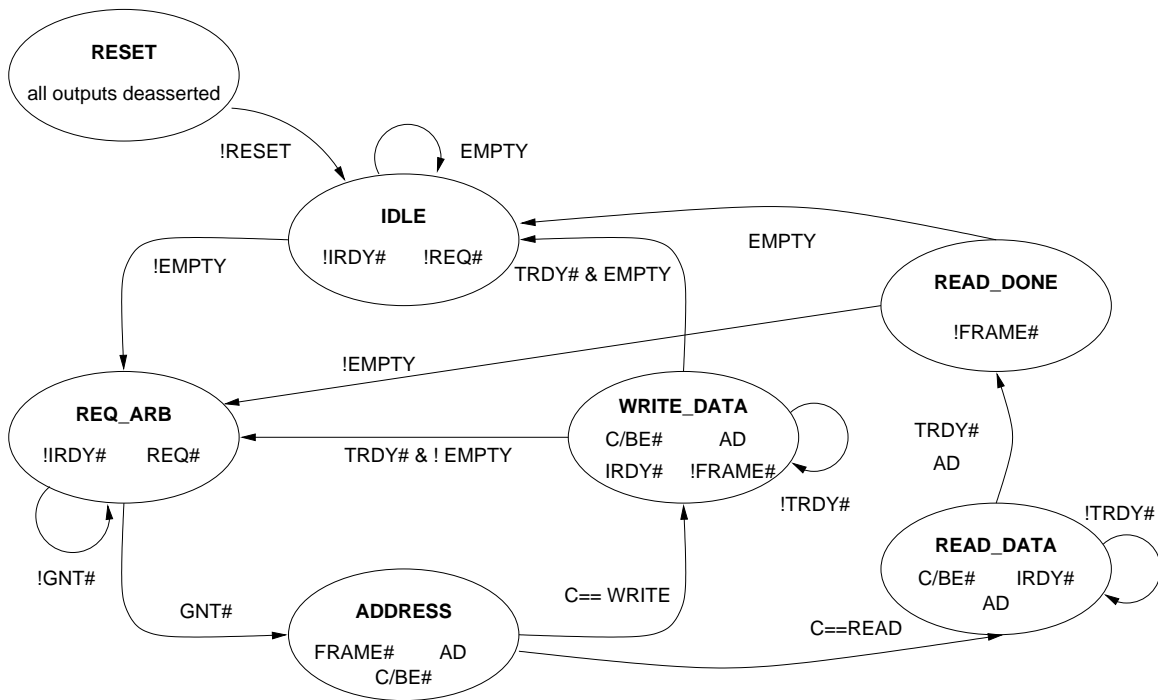 RESET
all outputs deasserted
!RESET
EMPTY
IDLE
!IRDY# !REQ#
!EMPTY
TRDY# & EMPTY
EMPTY
READ_DONE
!FRAME#
!EMPTY
REQ_ARB
!IRDY# REQ#
WRITE_DATA
C/BE# AD
IRDY# !FRAME#
TRDY# & ! EMPTY
!TRDY#
TRDY#
AD
!TRDY#
READ_DATA
C/BE# IRDY#
AD
!GNT#
GNT#
ADDRESS
FRAME# AD
C/BE#
C== WRITE
C==READ